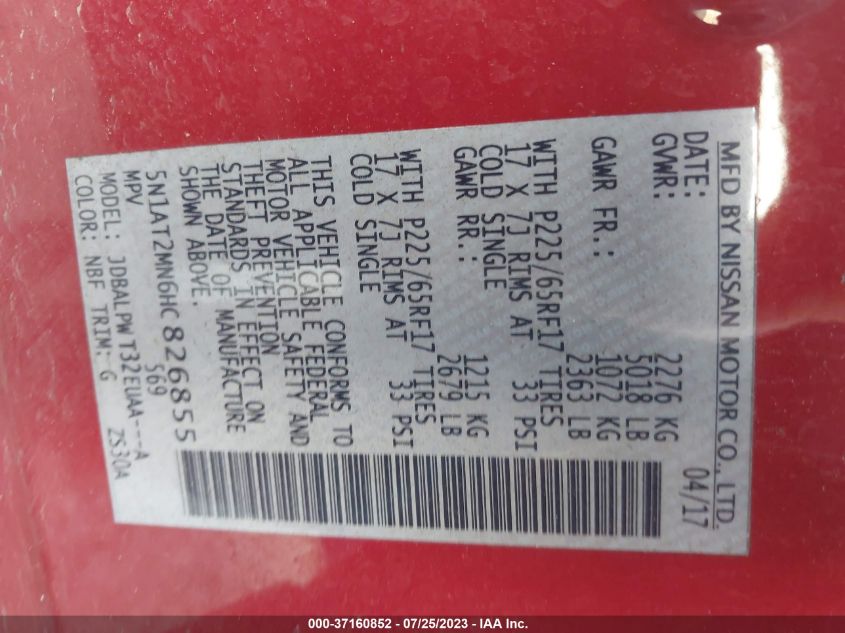 MFD BY NISSAN MOTOR CO., LTD.
DATE: 04/17
GVWR: 2276 KG
5018 LB
GAWR FR.: 1072 KG
2363 LB
WITH P225/65RF17 TIRES
17 X 7J RIMS AT 33 PSI
COLD SINGLE
GAWR RR.: 1215 KG
2679 LB
WITH P225/65RF17 TIRES
17 X 7J RIMS AT 33 PSI
COLD SINGLE
THIS VEHICLE CONFORMS TO
ALL APPLICABLE FEDERAL
MOTOR VEHICLE SAFETY AND
THEFT PREVENTION
STANDARDS IN EFFECT ON
THE DATE OF MANUFACTURE
SHOWN ABOVE.
5N1AT2MN6HC826855
MPV 569
MODEL: JDBALPWT32EUAA---A
COLOR: NBF TRIM: G ZS30A
000-37160852 - 07/25/2023 - IAA Inc.